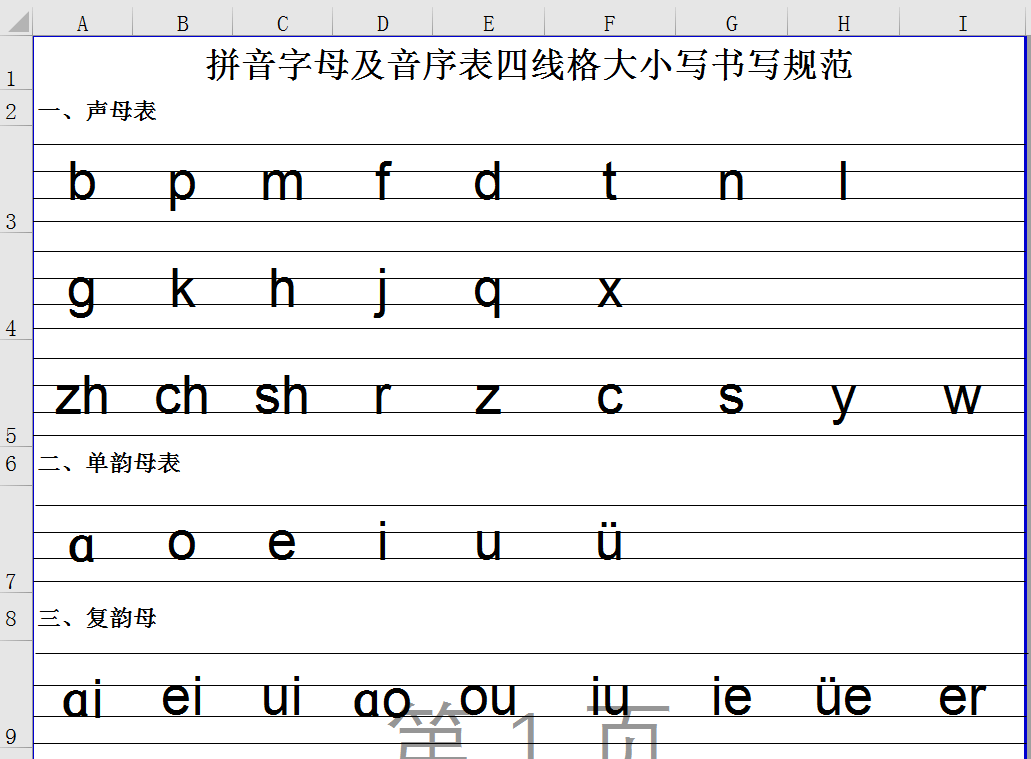 A B C D E F G H I
1 拼音字母及音序表四线格大小写书写规范
2 一、声母表
3 b p m f d t n l
4 g k h j q x
5 zh ch sh r z c s y w
6 二、单韵母表
7 ɑ o e i u ü
8 三、复韵母
9 ɑi ei ui ɑo ou iu ie üe er
第 1 页